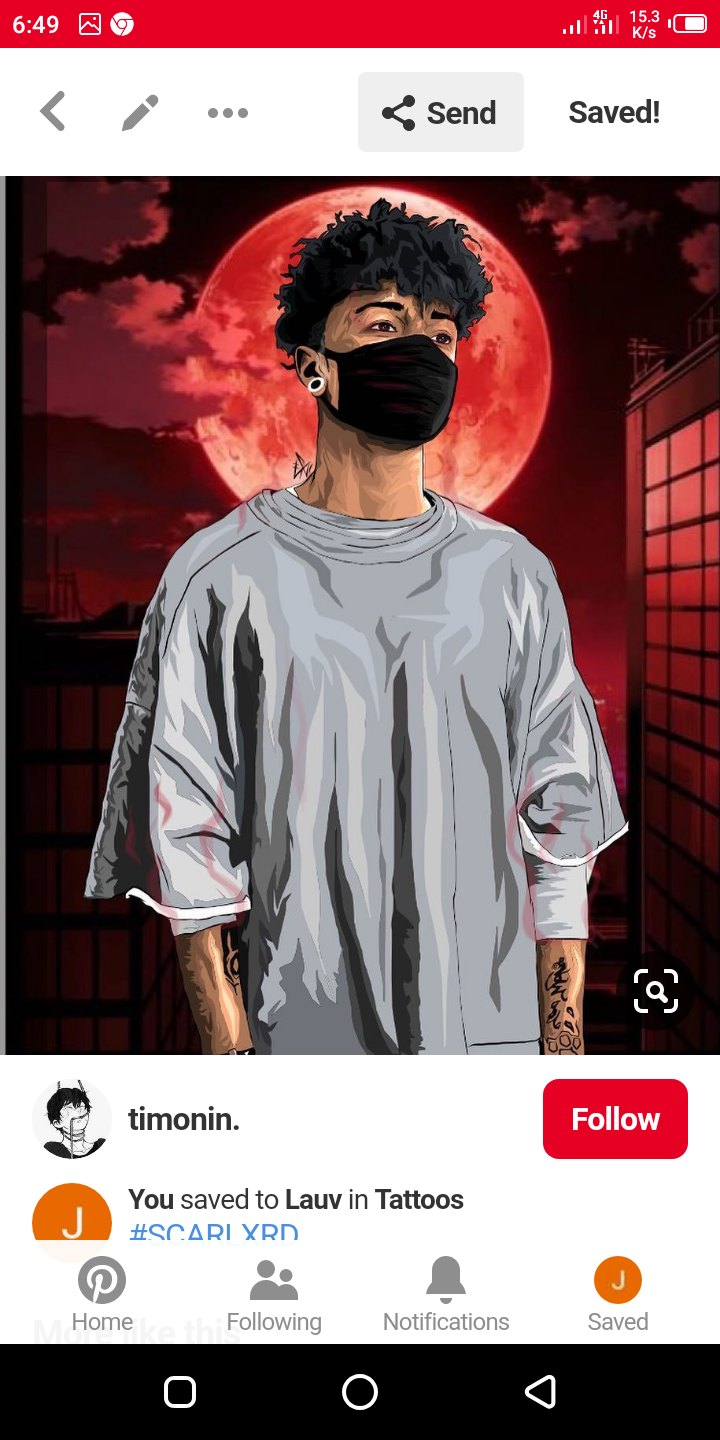 6:49
4G
15.3
K/s
Send
Saved!
timonin.
Follow
You saved to Lauv in Tattoos
J
#SCARLXRD
More like this
J
Home
Following
Notifications
Saved